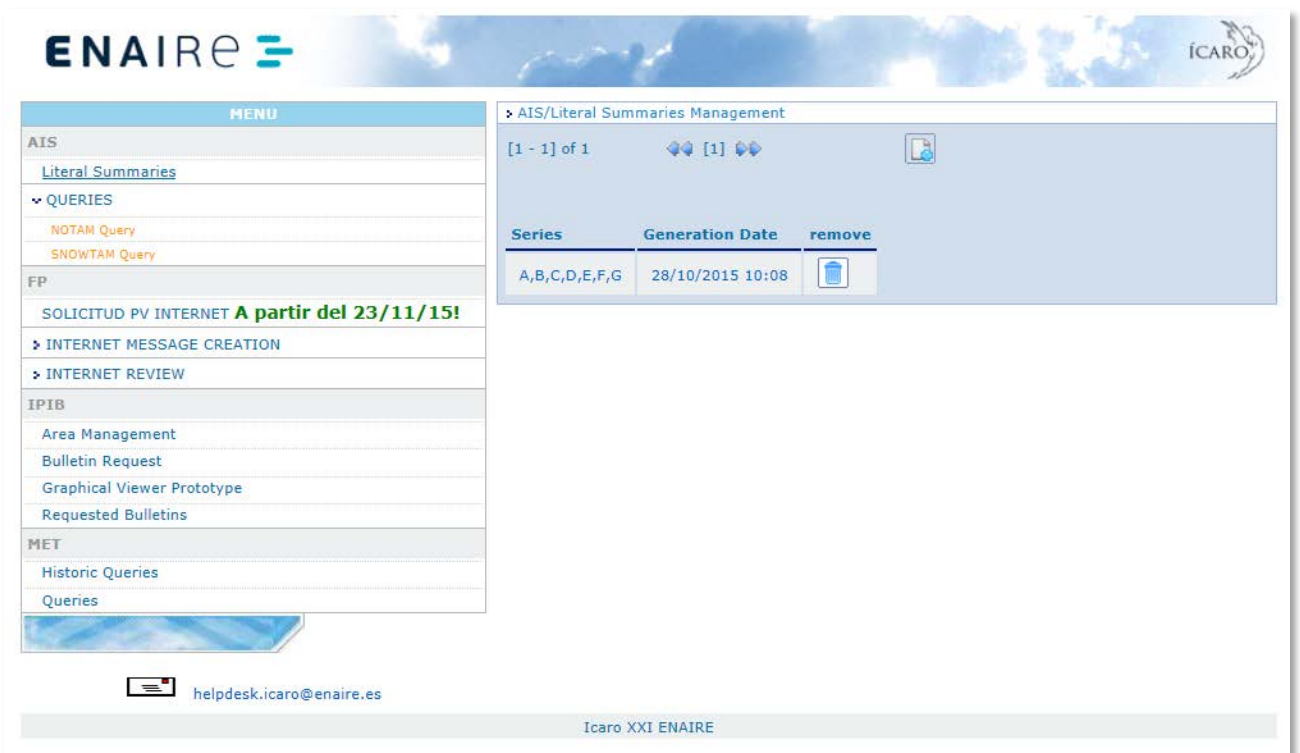 ENAIRe
ÍCARO
MENU
AIS
Literal Summaries
QUERIES
NOTAM Query
SNOWTAM Query
FP
SOLICITUD PV INTERNET A partir del 23/11/15!
INTERNET MESSAGE CREATION
INTERNET REVIEW
IPIB
Area Management
Bulletin Request
Graphical Viewer Prototype
Requested Bulletins
MET
Historic Queries
Queries
AIS/Literal Summaries Management
[1 - 1] of 1 [1]
Series Generation Date remove
A,B,C,D,E,F,G 28/10/2015 10:08
helpdesk.icaro@enaire.es
Icaro XXI ENAIRE